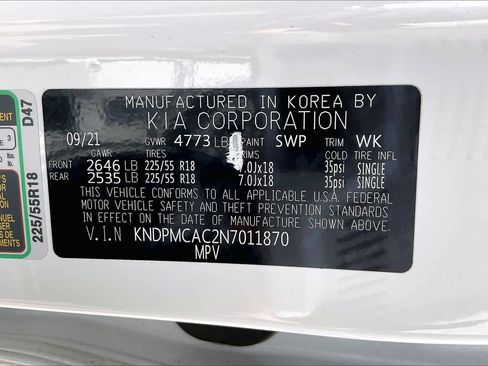 MANUFACTURED IN KOREA BY
KIA CORPORATION
09/21 GVWR 4773 LB PAINT SWP TRIM WK
GAWR TIRES RIMS COLD TIRE INFL
FRONT 2646 LB 225/55 R18 7.0Jx18 35psi SINGLE
REAR 2535 LB 225/55 R18 7.0Jx18 35psi SINGLE
THIS VEHICLE CONFORMS TO ALL APPLICABLE U.S.A. FEDERAL
MOTOR VEHICLE SAFETY AND THEFT PREVENTION STANDARDS
IN EFFECT ON THE DATE OF MANUFACTURE SHOWN ABOVE.
V.I.N KNDPMCAC2N7011870
MPV
225/55R18 D47
3
lbs.
MANUEL